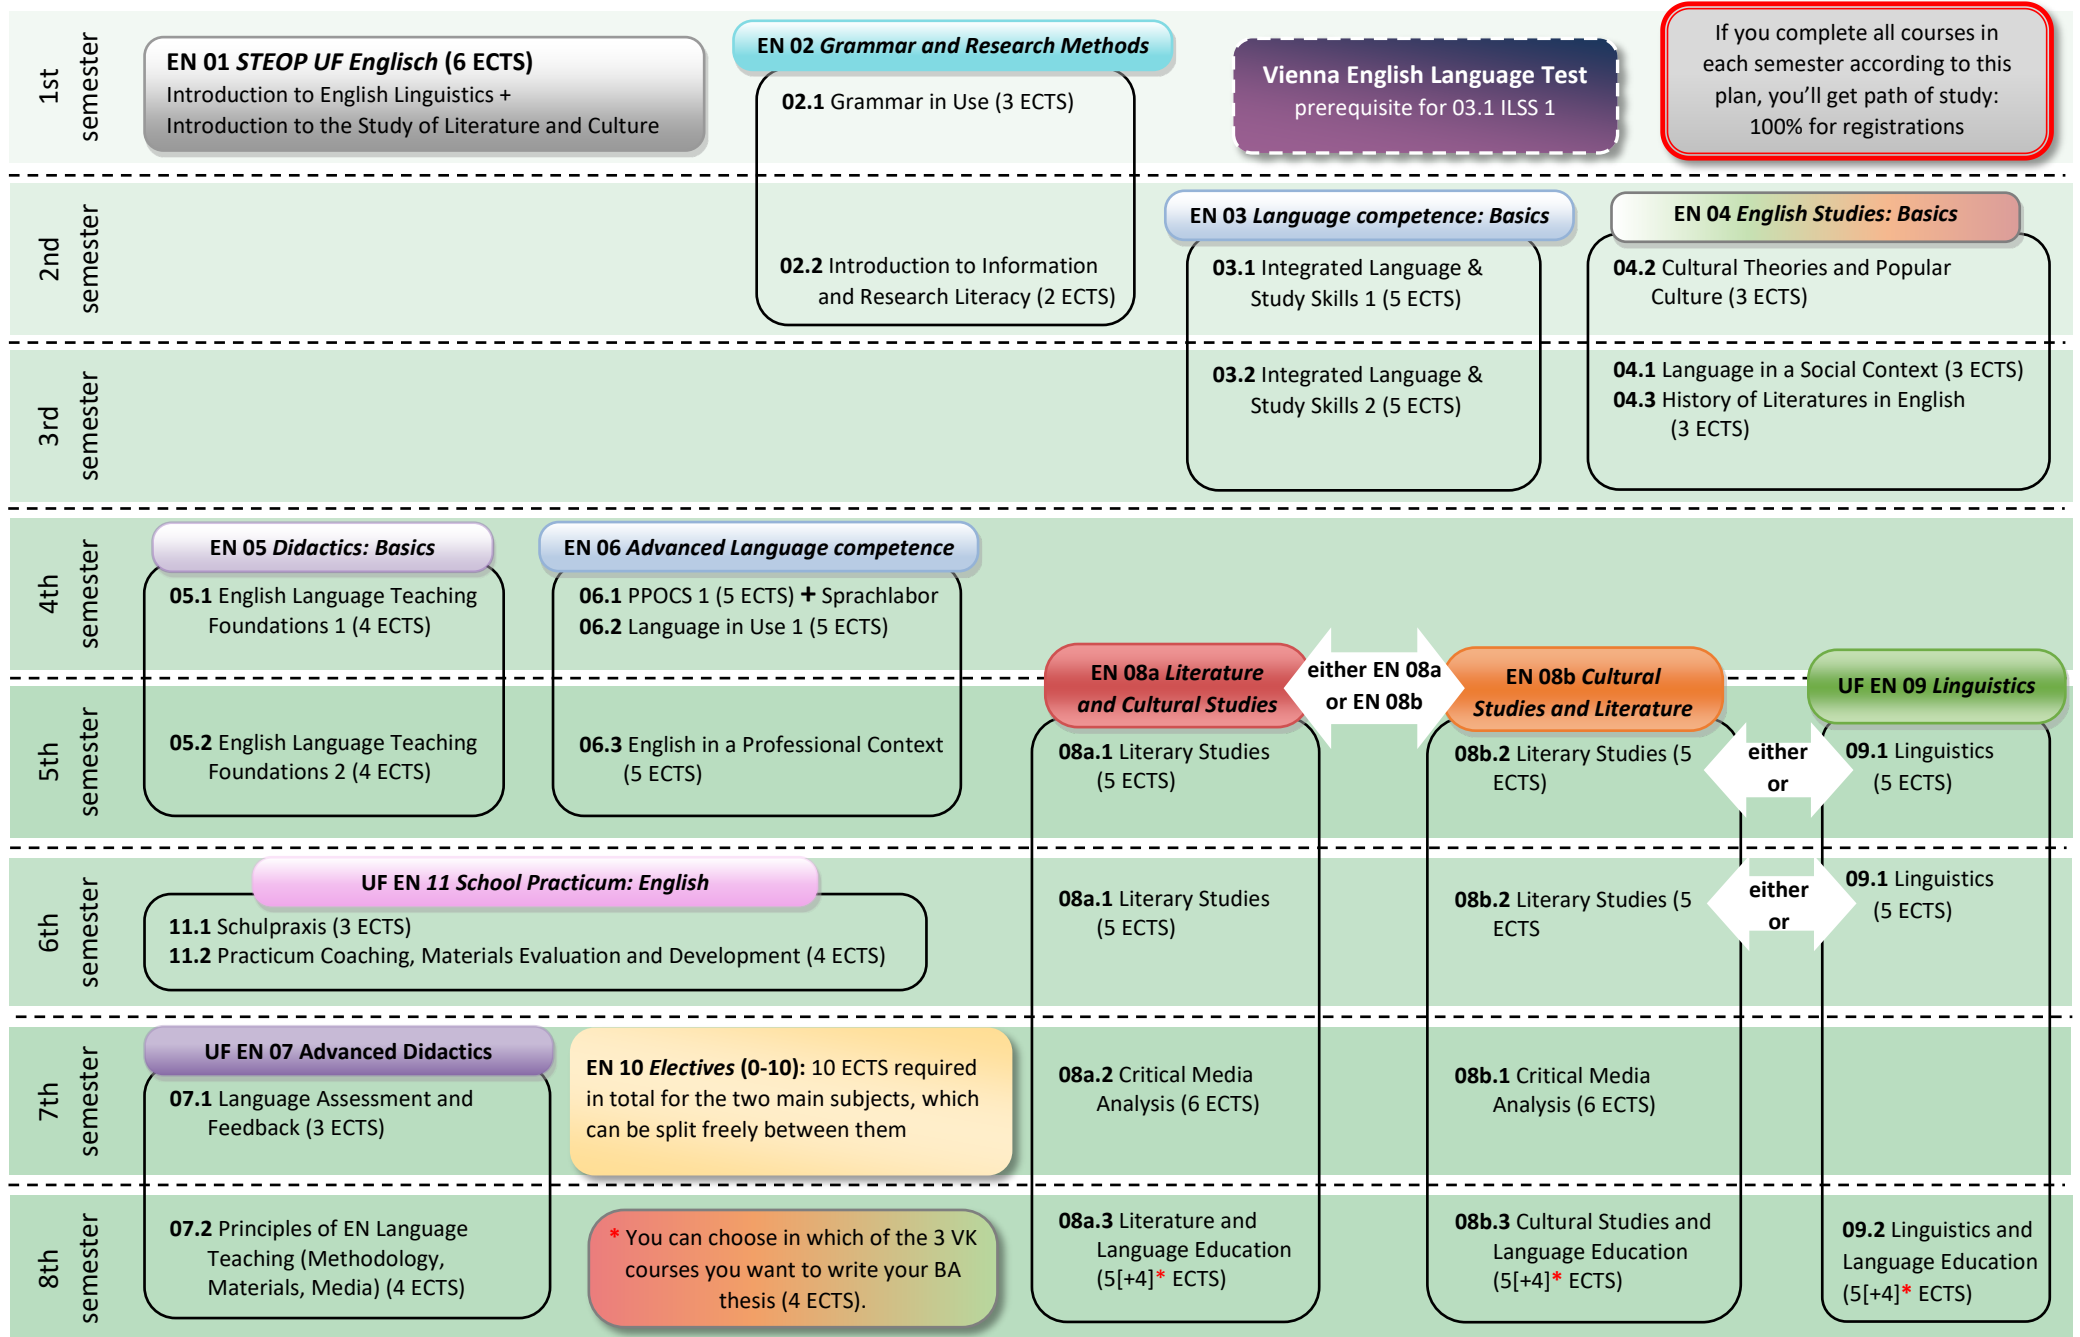 1st
semester
EN 01 STEOP UF Englisch (6 ECTS)
Introduction to English Linguistics +
Introduction to the Study of Literature and Culture
EN 02 Grammar and Research Methods
02.1 Grammar in Use (3 ECTS)
Vienna English Language Test
prerequisite for 03.1 ILSS 1
If you complete all courses in
each semester according to this
plan, you'll get path of study:
100% for registrations
2nd
semester
02.2 Introduction to Information
and Research Literacy (2 ECTS)
EN 03 Language competence: Basics
03.1 Integrated Language &
Study Skills 1 (5 ECTS)
EN 04 English Studies: Basics
04.2 Cultural Theories and Popular
Culture (3 ECTS)
3rd
semester
03.2 Integrated Language &
Study Skills 2 (5 ECTS)
04.1 Language in a Social Context (3 ECTS)
04.3 History of Literatures in English
(3 ECTS)
4th
semester
EN 05 Didactics: Basics
05.1 English Language Teaching
Foundations 1 (4 ECTS)
EN 06 Advanced Language competence
06.1 PPOCS 1 (5 ECTS) + Sprachlabor
06.2 Language in Use 1 (5 ECTS)
EN 08a Literature
and Cultural Studies
either EN 08a
or EN 08b
EN 08b Cultural
Studies and Literature
UF EN 09 Linguistics
5th
semester
05.2 English Language Teaching
Foundations 2 (4 ECTS)
06.3 English in a Professional Context
(5 ECTS)
08a.1 Literary Studies
(5 ECTS)
08b.2 Literary Studies (5
ECTS)
either
or
09.1 Linguistics
(5 ECTS)
6th
semester
UF EN 11 School Practicum: English
11.1 Schulpraxis (3 ECTS)
11.2 Practicum Coaching, Materials Evaluation and Development (4 ECTS)
08a.1 Literary Studies
(5 ECTS)
08b.2 Literary Studies (5
ECTS
either
or
09.1 Linguistics
(5 ECTS)
7th
semester
UF EN 07 Advanced Didactics
07.1 Language Assessment and
Feedback (3 ECTS)
EN 10 Electives (0-10): 10 ECTS required
in total for the two main subjects, which
can be split freely between them
08a.2 Critical Media
Analysis (6 ECTS)
08b.1 Critical Media
Analysis (6 ECTS)
8th
semester
07.2 Principles of EN Language
Teaching (Methodology,
Materials, Media) (4 ECTS)
* You can choose in which of the 3 VK
courses you want to write your BA
thesis (4 ECTS).
08a.3 Literature and
Language Education
(5[+4]* ECTS)
08b.3 Cultural Studies and
Language Education
(5[+4]* ECTS)
09.2 Linguistics and
Language Education
(5[+4]* ECTS)